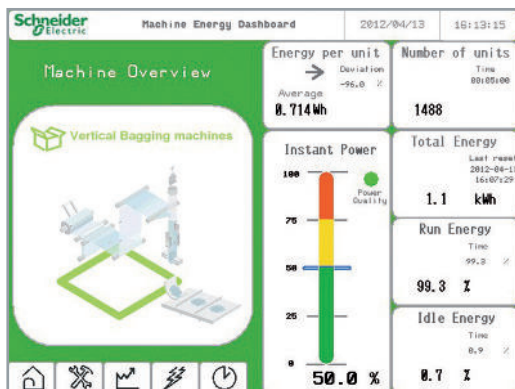 Schneider
Electric
Machine Energy Dashboard
2012/04/13
16:13:15
Machine Overview
Vertical Bagging machines
Energy per unit
Deviation
-96.0 %
Average
0.714Wh
Number of units
Time
00:05:00
1488
Instant Power
100
75
50
25
0
Power
Quality
50.0 %
Total Energy
Last reset
16:07:29
1.1 kWh
Run Energy
Time
99.3 %
99.3 %
Idle Energy
Time
0.9 %
0.7 %